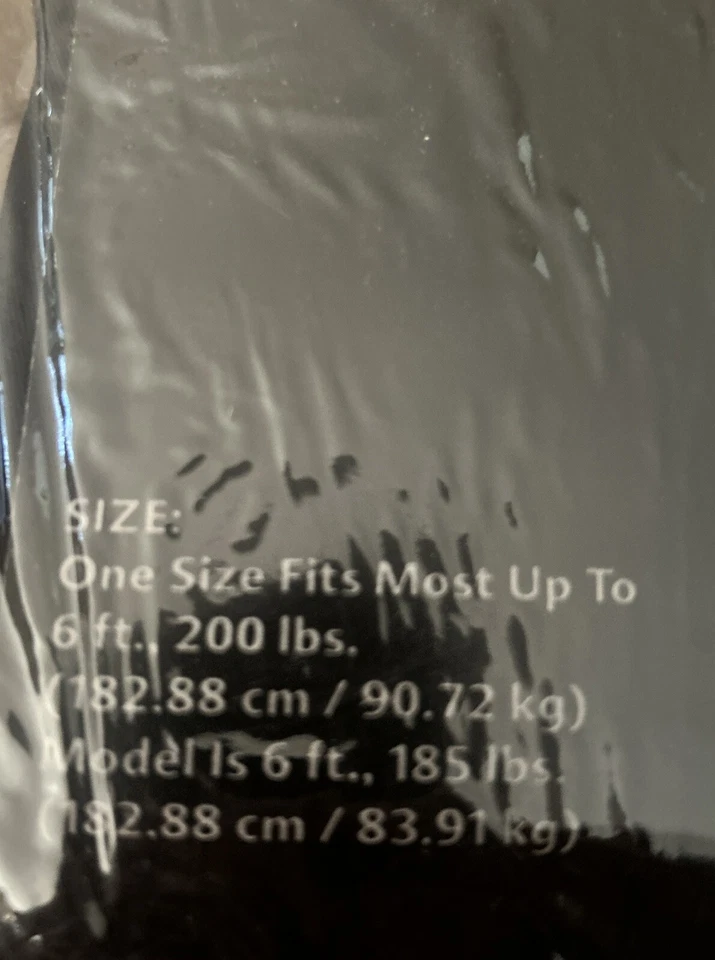 SIZE:
One Size Fits Most Up To
6 ft., 200 lbs.
(182.88 cm / 90.72 kg)
Model Is 6 ft., 185 lbs.
(182.88 cm / 83.91 kg)